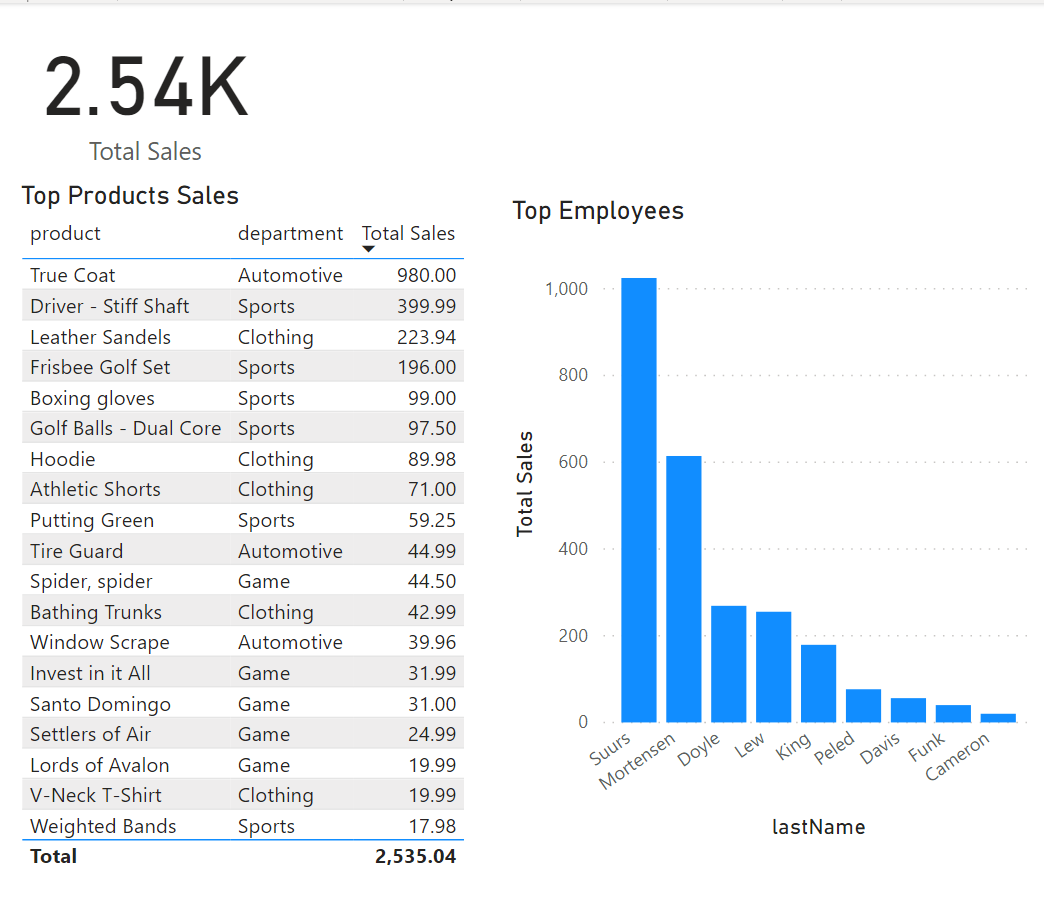 2.54K
Total Sales
Top Products Sales
product department Total Sales
True Coat Automotive 980.00
Driver - Stiff Shaft Sports 399.99
Leather Sandels Clothing 223.94
Frisbee Golf Set Sports 196.00
Boxing gloves Sports 99.00
Golf Balls - Dual Core Sports 97.50
Hoodie Clothing 89.98
Athletic Shorts Clothing 71.00
Putting Green Sports 59.25
Tire Guard Automotive 44.99
Spider, spider Game 44.50
Bathing Trunks Clothing 42.99
Window Scrape Automotive 39.96
Invest in it All Game 31.99
Santo Domingo Game 31.00
Settlers of Air Game 24.99
Lords of Avalon Game 19.99
V-Neck T-Shirt Clothing 19.99
Weighted Bands Sports 17.98
Total 2,535.04
Top Employees
Total Sales
1,000
800
600
400
200
0
Suurs
Mortensen
Doyle
Lew
King
Peled
Davis
Funk
Cameron
lastName